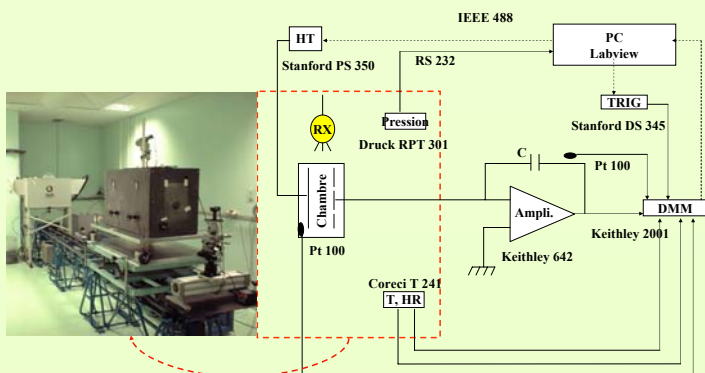 IEEE 488
HT
PC
Labview
Stanford PS 350
RS 232
TRIG
Pression
Stanford DS 345
RX
Druck RPT 301
C
Pt 100
Chambre
Ampli.
DMM
Keithley 2001
Pt 100
Keithley 642
Coreci T 241
T, HR